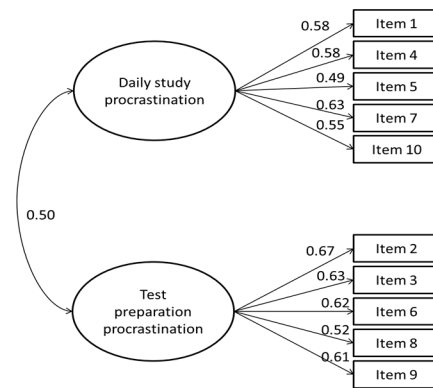 0.58
Item 1
0.58
Item 4
Daily study
procrastination
0.49
Item 5
0.63
Item 7
0.55
Item 10
0.50
0.67
Item 2
0.63
Item 3
Test
preparation
procrastination
0.62
Item 6
0.52
Item 8
0.61
Item 9